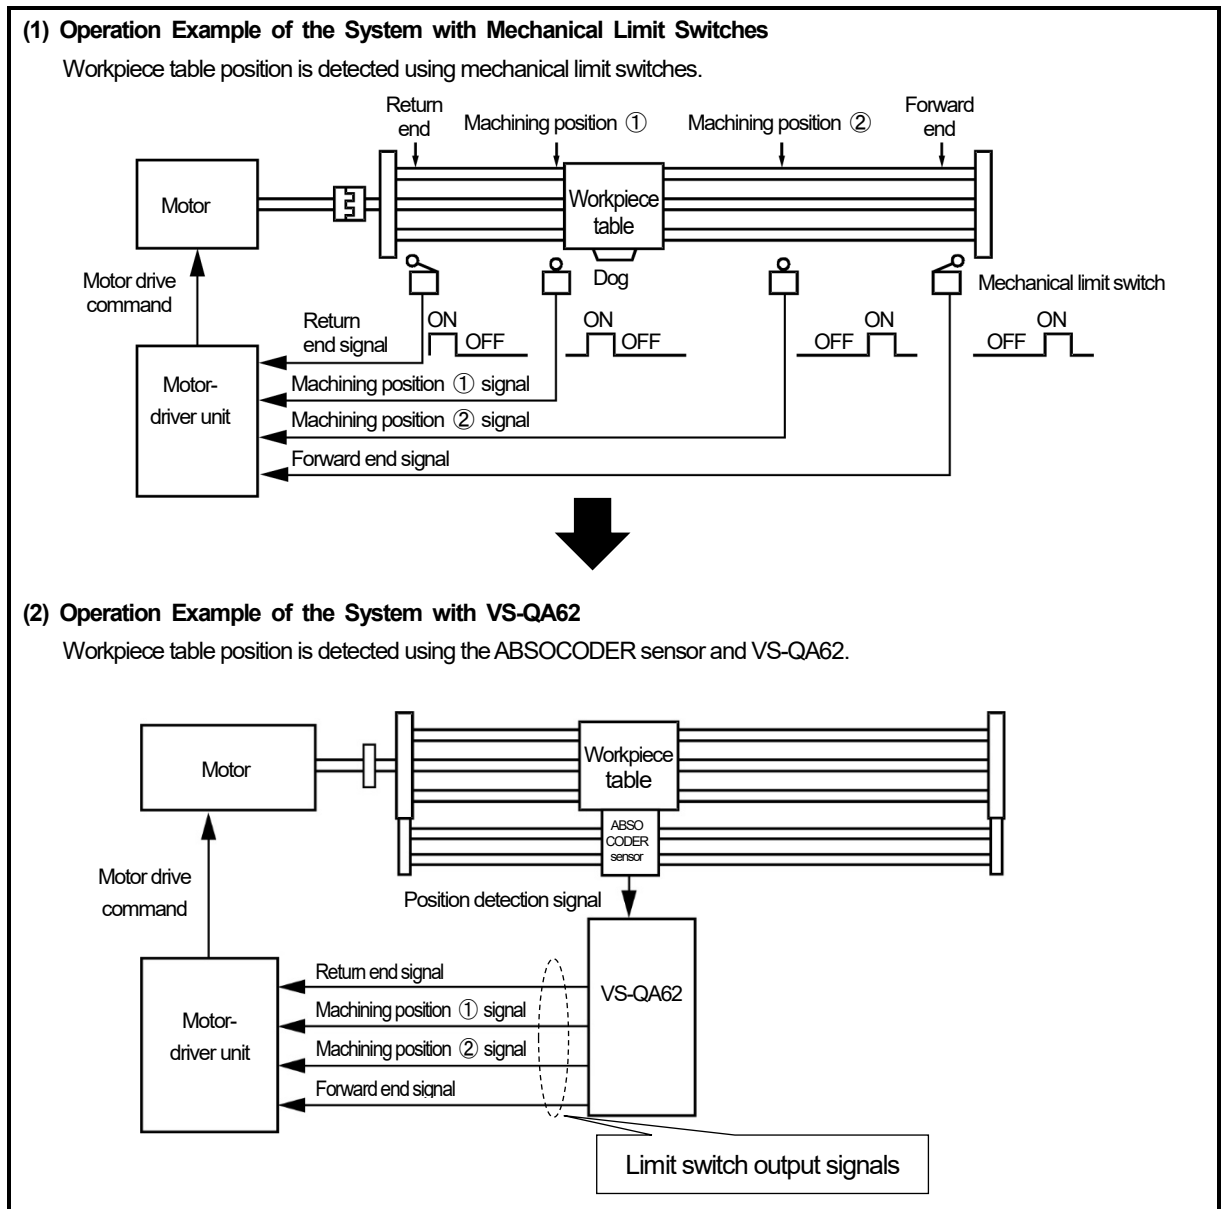 (1) Operation Example of the System with Mechanical Limit Switches
Workpiece table position is detected using mechanical limit switches.
Return
end
Machining position ①
Machining position ②
Forward
end
Motor
Workpiece
table
Dog
Mechanical limit switch
Motor drive
command
Return
end signal
ON
OFF
ON
OFF
ON
OFF
ON
OFF
Motor-
driver unit
Machining position ① signal
Machining position ② signal
Forward end signal
(2) Operation Example of the System with VS-QA62
Workpiece table position is detected using the ABSOCODER sensor and VS-QA62.
Motor
Workpiece
table
ABSO
CODER
sensor
Motor drive
command
Position detection signal
Return end signal
Machining position ① signal
Machining position ② signal
Forward end signal
VS-QA62
Motor-
driver unit
Limit switch output signals